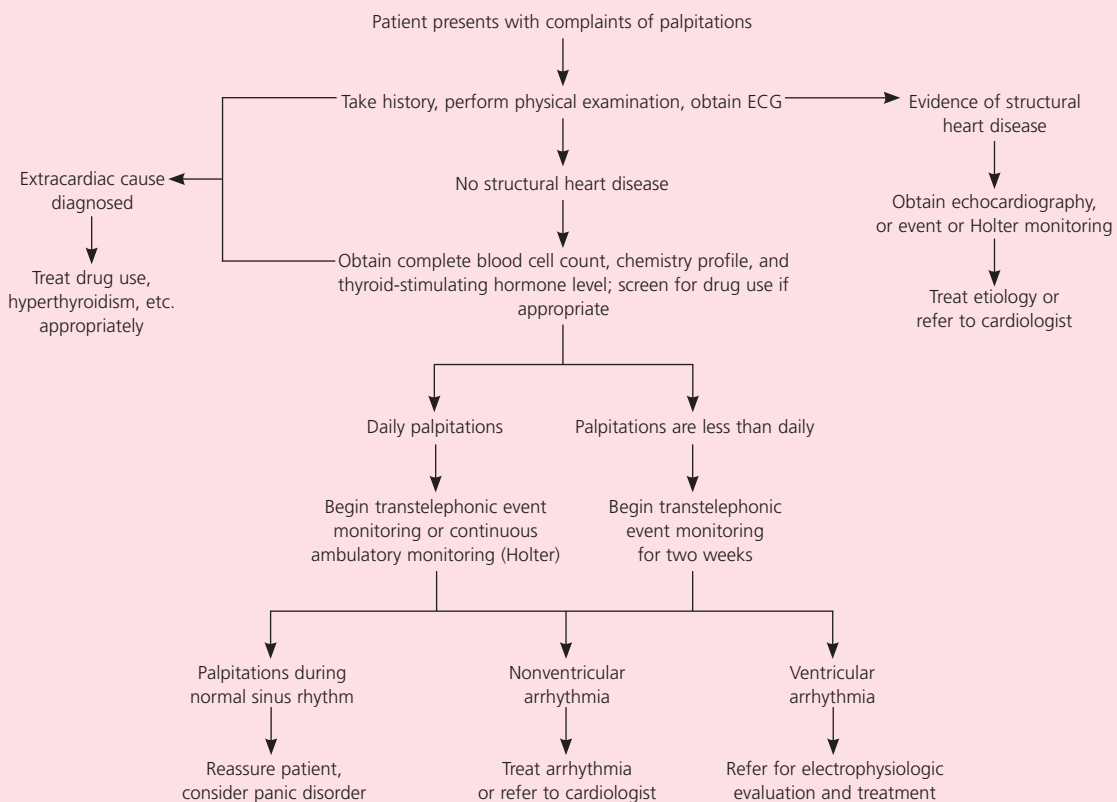 Patient presents with complaints of palpitations
Take history, perform physical examination, obtain ECG
Evidence of structural
heart disease
Extracardiac cause
diagnosed
No structural heart disease
Obtain echocardiography,
or event or Holter monitoring
Treat drug use,
hyperthyroidism, etc.
appropriately
Obtain complete blood cell count, chemistry profile, and
thyroid-stimulating hormone level; screen for drug use if
appropriate
Treat etiology or
refer to cardiologist
Daily palpitations
Palpitations are less than daily
Begin transtelephonic event
monitoring or continuous
ambulatory monitoring (Holter)
Begin transtelephonic
event monitoring
for two weeks
Palpitations during
normal sinus rhythm
Nonventricular
arrhythmia
Ventricular
arrhythmia
Reassure patient,
consider panic disorder
Treat arrhythmia
or refer to cardiologist
Refer for electrophysiologic
evaluation and treatment